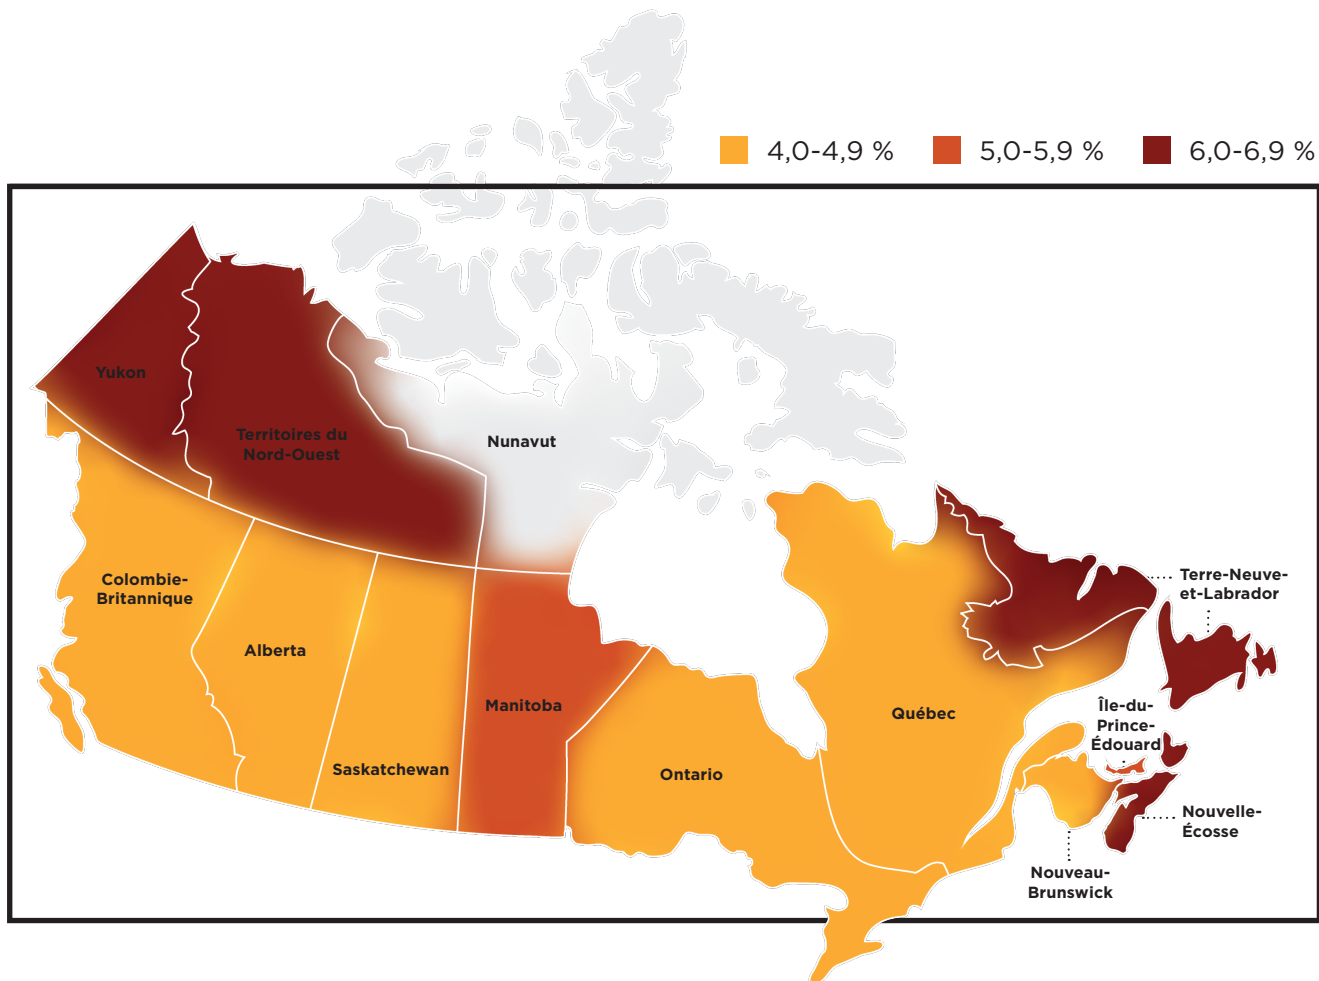 4,0-4,9 %
5,0-5,9 %
6,0-6,9 %
Yukon
Territoires du
Nord-Ouest
Nunavut
Colombie-
Britannique
Alberta
Saskatchewan
Manitoba
Ontario
Québec
Terre-Neuve-
et-Labrador
Île-du-
Prince-
Édouard
Nouvelle-
Écosse
Nouveau-
Brunswick